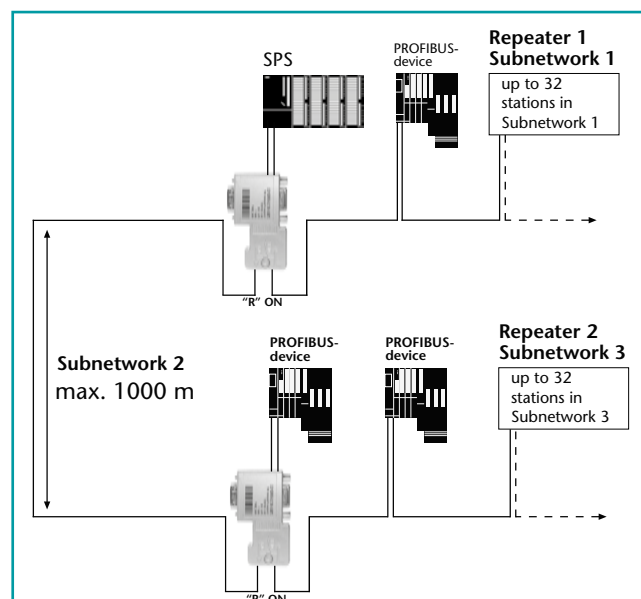 SPS
PROFIBUS-
device
Repeater 1
Subnetwork 1
up to 32
stations in
Subnetwork 1
"R" ON
Subnetwork 2
max. 1000 m
PROFIBUS-
device
PROFIBUS-
device
Repeater 2
Subnetwork 3
up to 32
stations in
Subnetwork 3
"R" ON